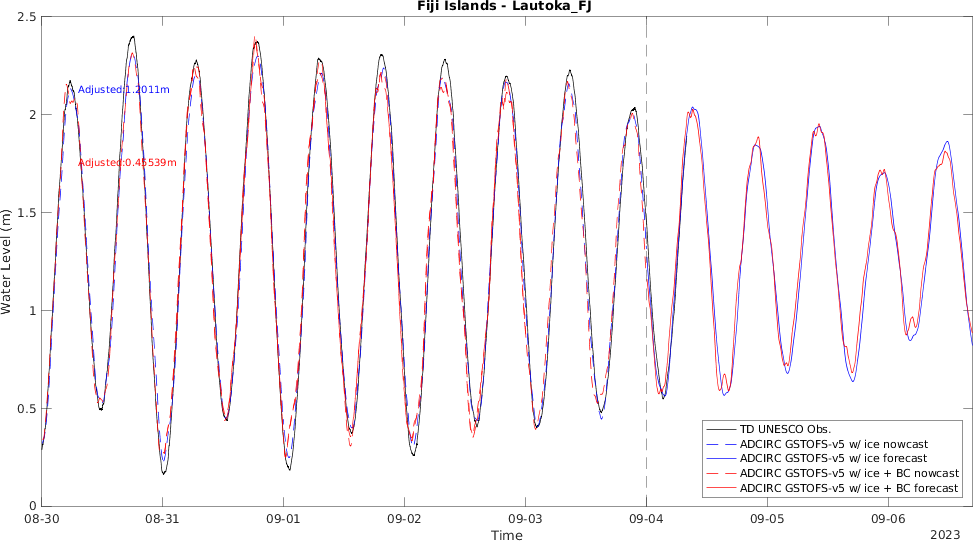 Fiji Islands - Lautoka_FJ
2.5
2
1.5
1
0.5
0
Water Level (m)
Adjusted:1.2011m
Adjusted:0.45539m
TD UNESCO Obs.
ADCIRC GSTOFS-v5 w/ ice nowcast
ADCIRC GSTOFS-v5 w/ ice forecast
ADCIRC GSTOFS-v5 w/ ice + BC nowcast
ADCIRC GSTOFS-v5 w/ ice + BC forecast
08-30 08-31 09-01 09-02 09-03 09-04 09-05 09-06
Time
2023